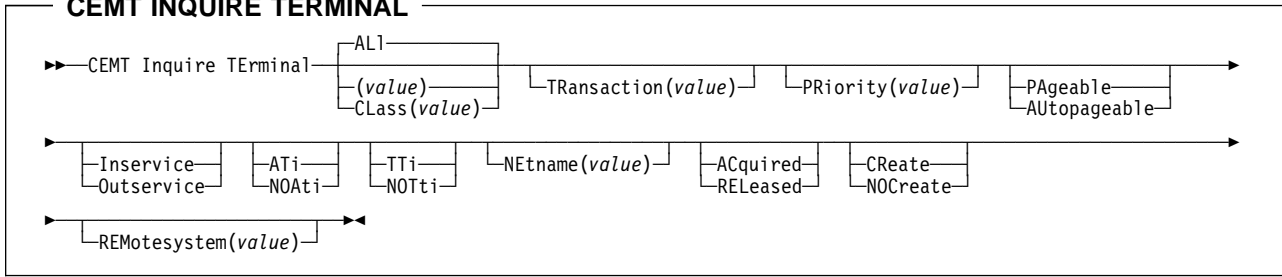 CEMT INQUIRE TERMINAL
ALl
CEMT Inquire TErminal
(value) TRansaction(value) PRiority(value) PAgeable
CLass(value) AUtopageable
Inservice ATi TTi NEtname(value) ACquired CReate
Outservice NOAti NOTti RELeased NOCreate
REMotesystem(value)